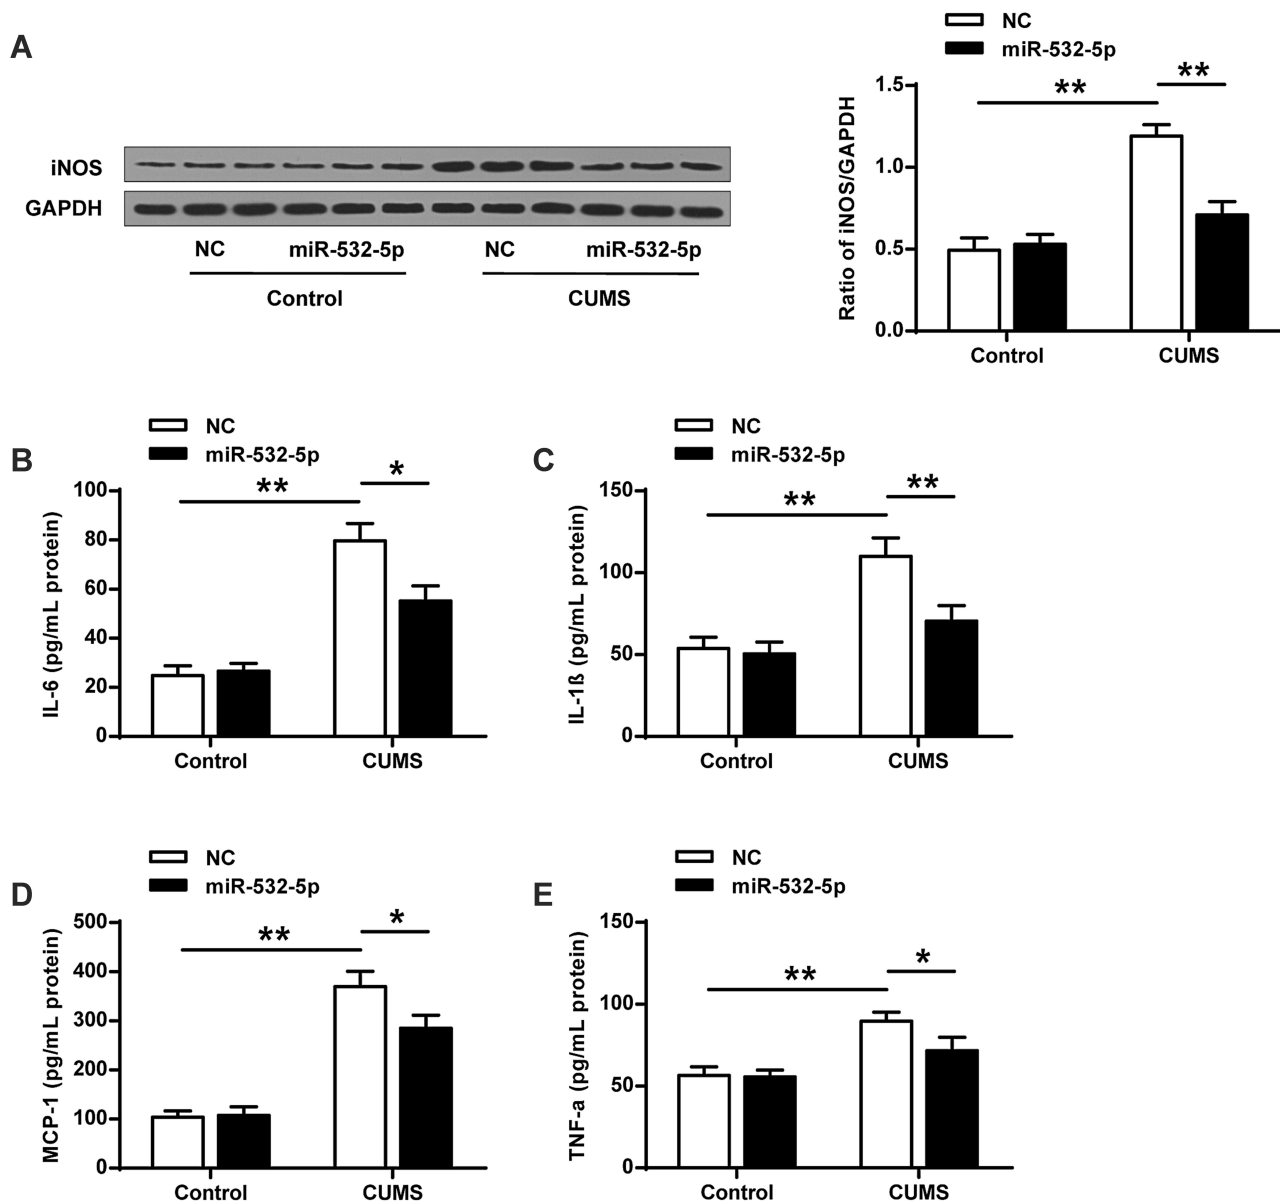 A
iNOS
GAPDH
NC miR-532-5p NC miR-532-5p
Control CUMS
NC
miR-532-5p
Ratio of iNOS/GAPDH
1.5
1.0
0.5
0.0
**
**
Control CUMS
B
NC
miR-532-5p
IL-6 (pg/mL protein)
100
80
60
40
20
0
**
*
Control CUMS
C
NC
miR-532-5p
IL-1ß (pg/mL protein)
150
100
50
0
**
**
Control CUMS
D
NC
miR-532-5p
MCP-1 (pg/mL protein)
500
400
300
200
100
0
**
*
Control CUMS
E
NC
miR-532-5p
TNF-a (pg/mL protein)
150
100
50
0
**
*
Control CUMS